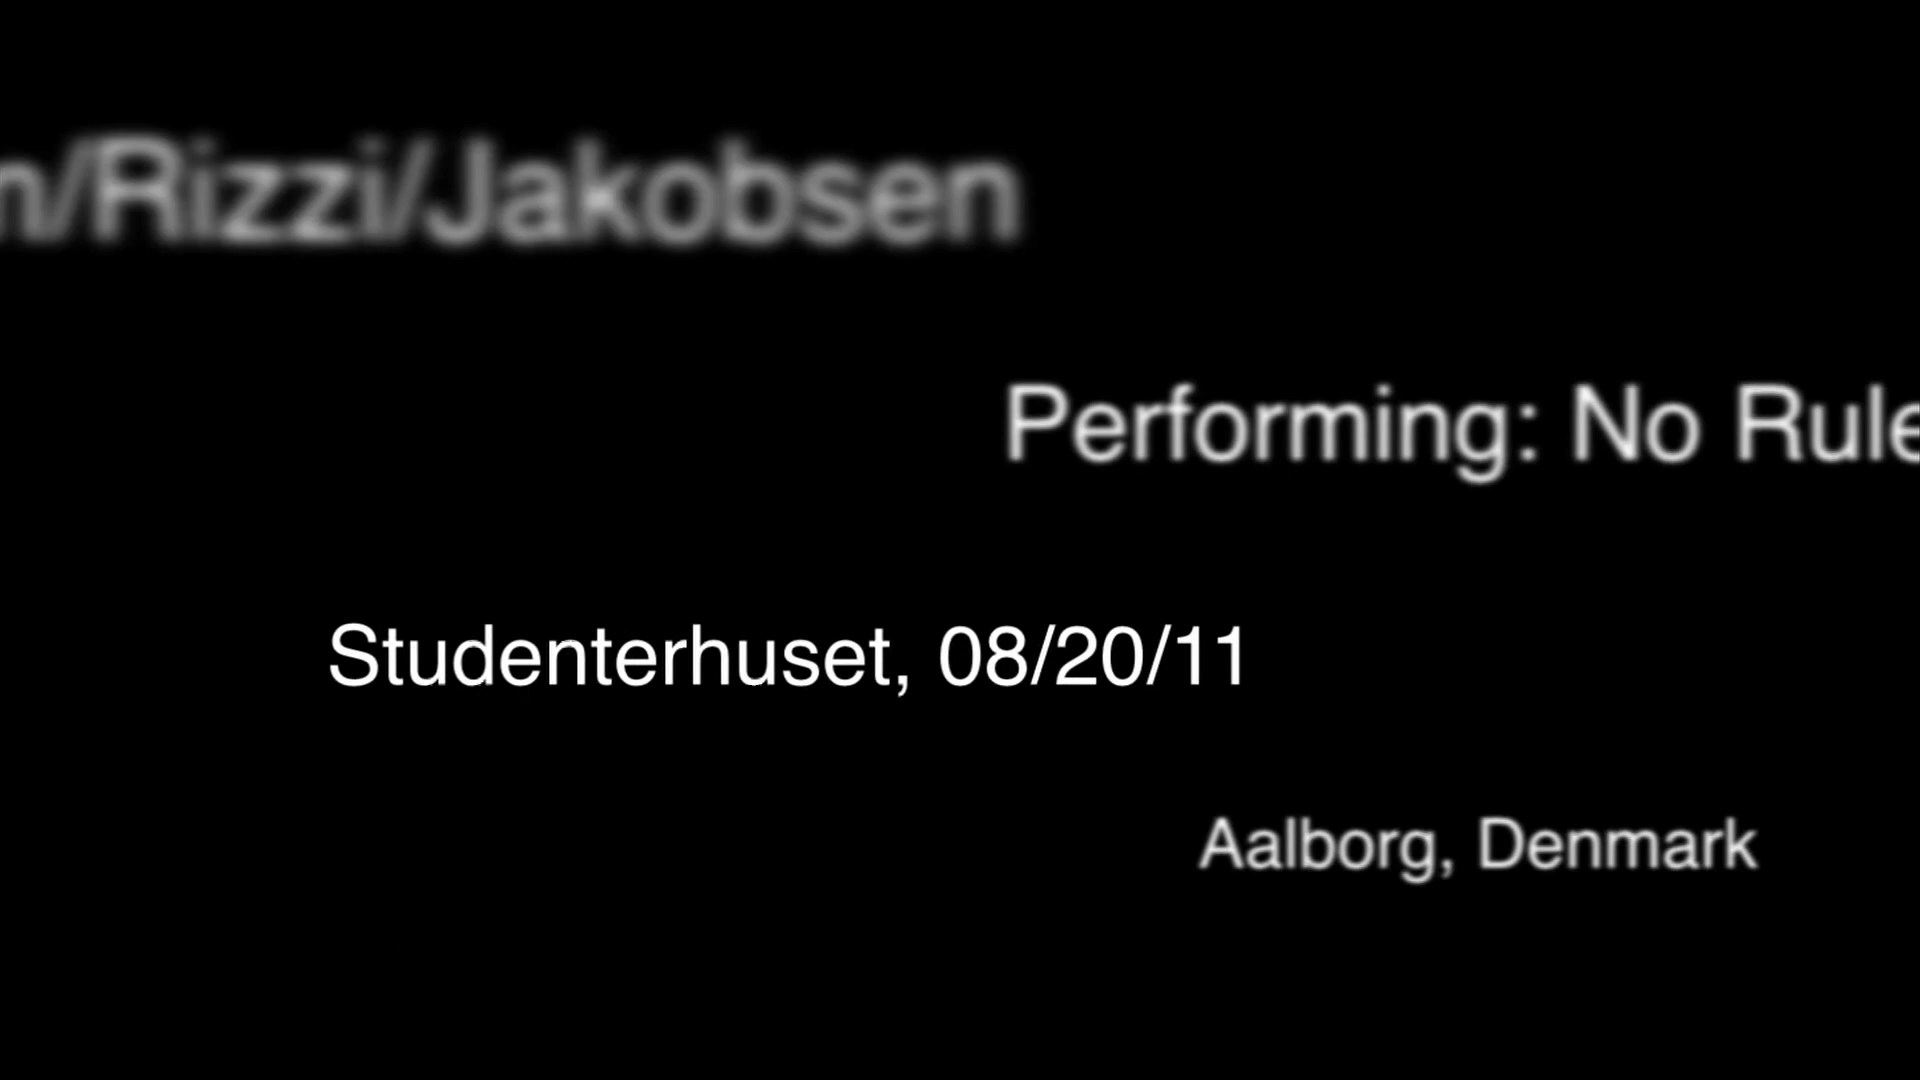 n/Rizzi/Jakobsen
Performing: No Rule
Studenterhuset, 08/20/11
Aalborg, Denmark